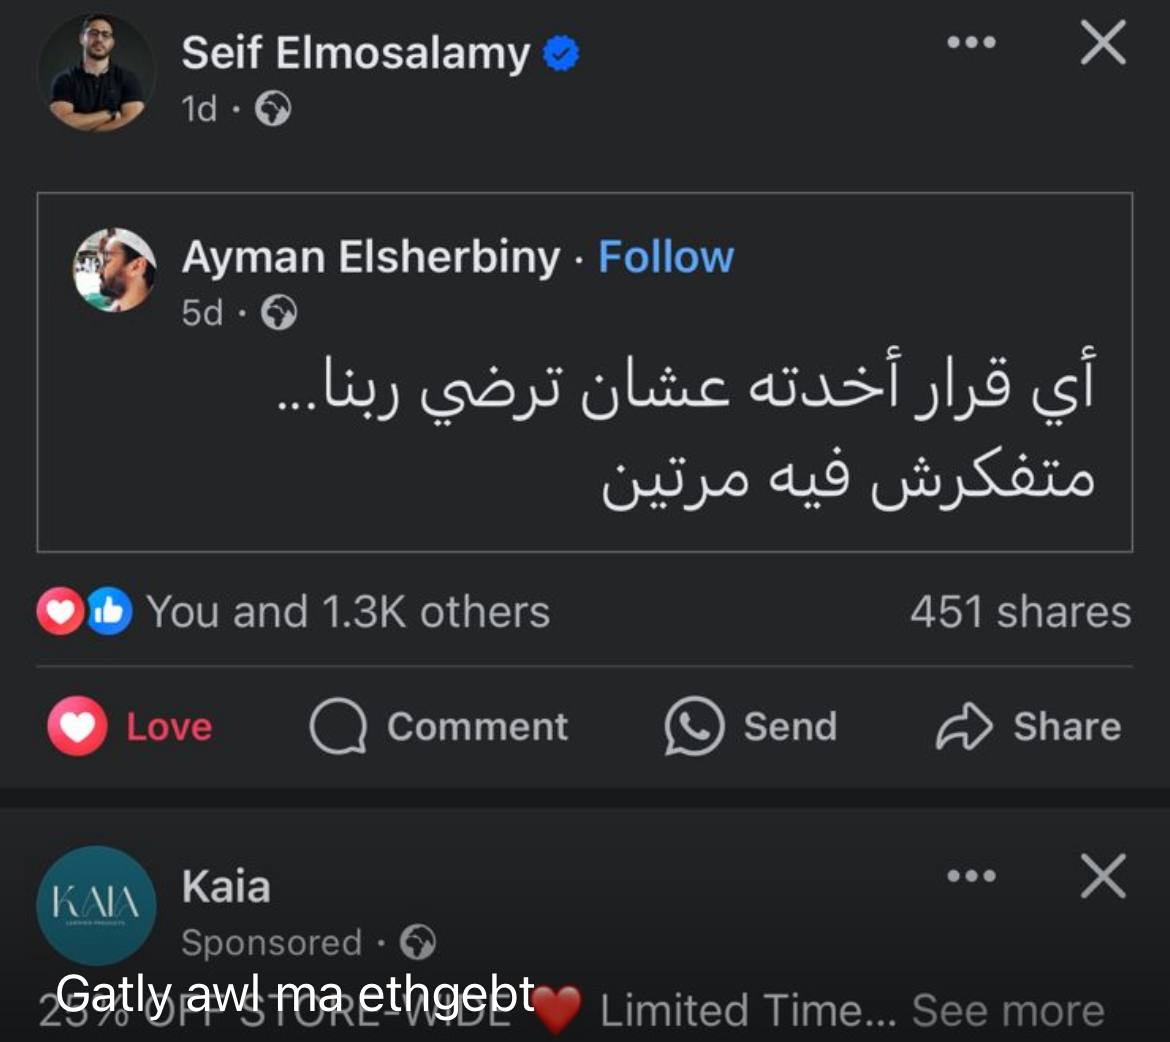 Seif Elmosalamy
1d ·
Ayman Elsherbiny · Follow
5d ·
أي قرار أخدته عشان ترضي ربنا...
متفكرش فيه مرتين
You and 1.3K others 451 shares
Love Comment Send Share
KAIA
Kaia
Sponsored ·
Gatly awl ma ethgebt❤️
25% OFF STORE-WIDE Limited Time... See more